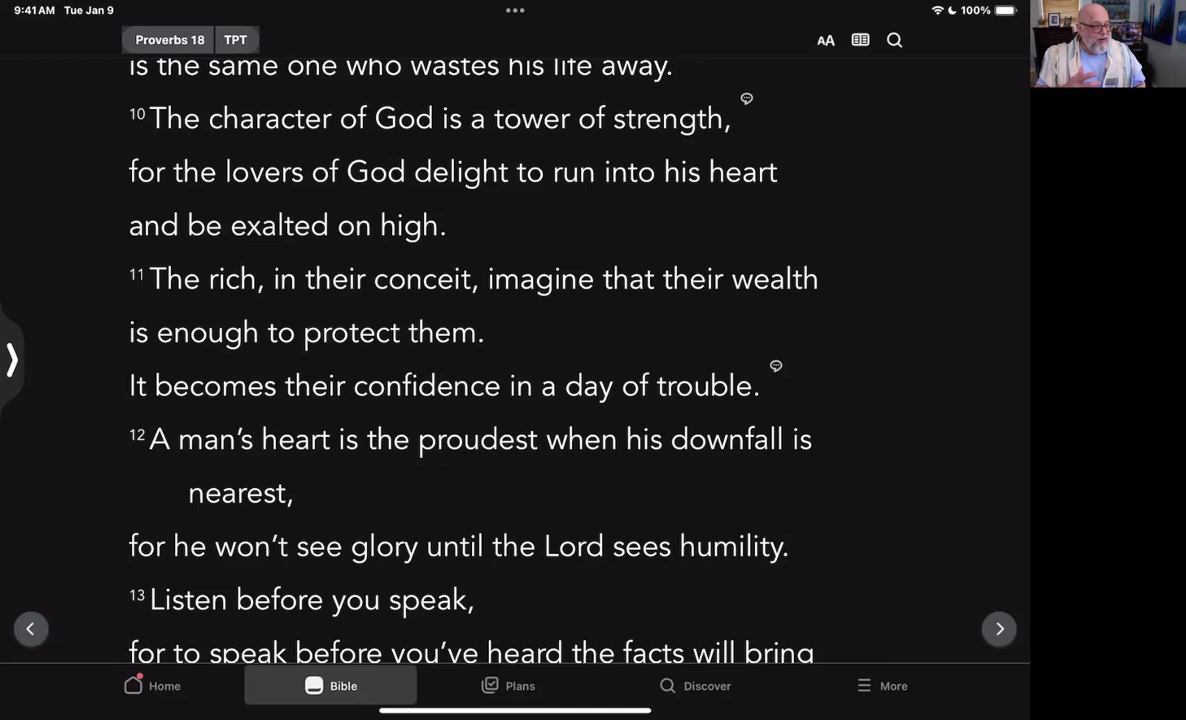 9:41 AM Tue Jan 9
100%
Proverbs 18 TPT
AA
is the same one who wastes his life away.
10 The character of God is a tower of strength,
for the lovers of God delight to run into his heart
and be exalted on high.
11 The rich, in their conceit, imagine that their wealth
is enough to protect them.
It becomes their confidence in a day of trouble.
12 A man’s heart is the proudest when his downfall is
nearest,
for he won’t see glory until the Lord sees humility.
13 Listen before you speak,
for to speak before you’ve heard the facts will bring
Home Bible Plans Discover More